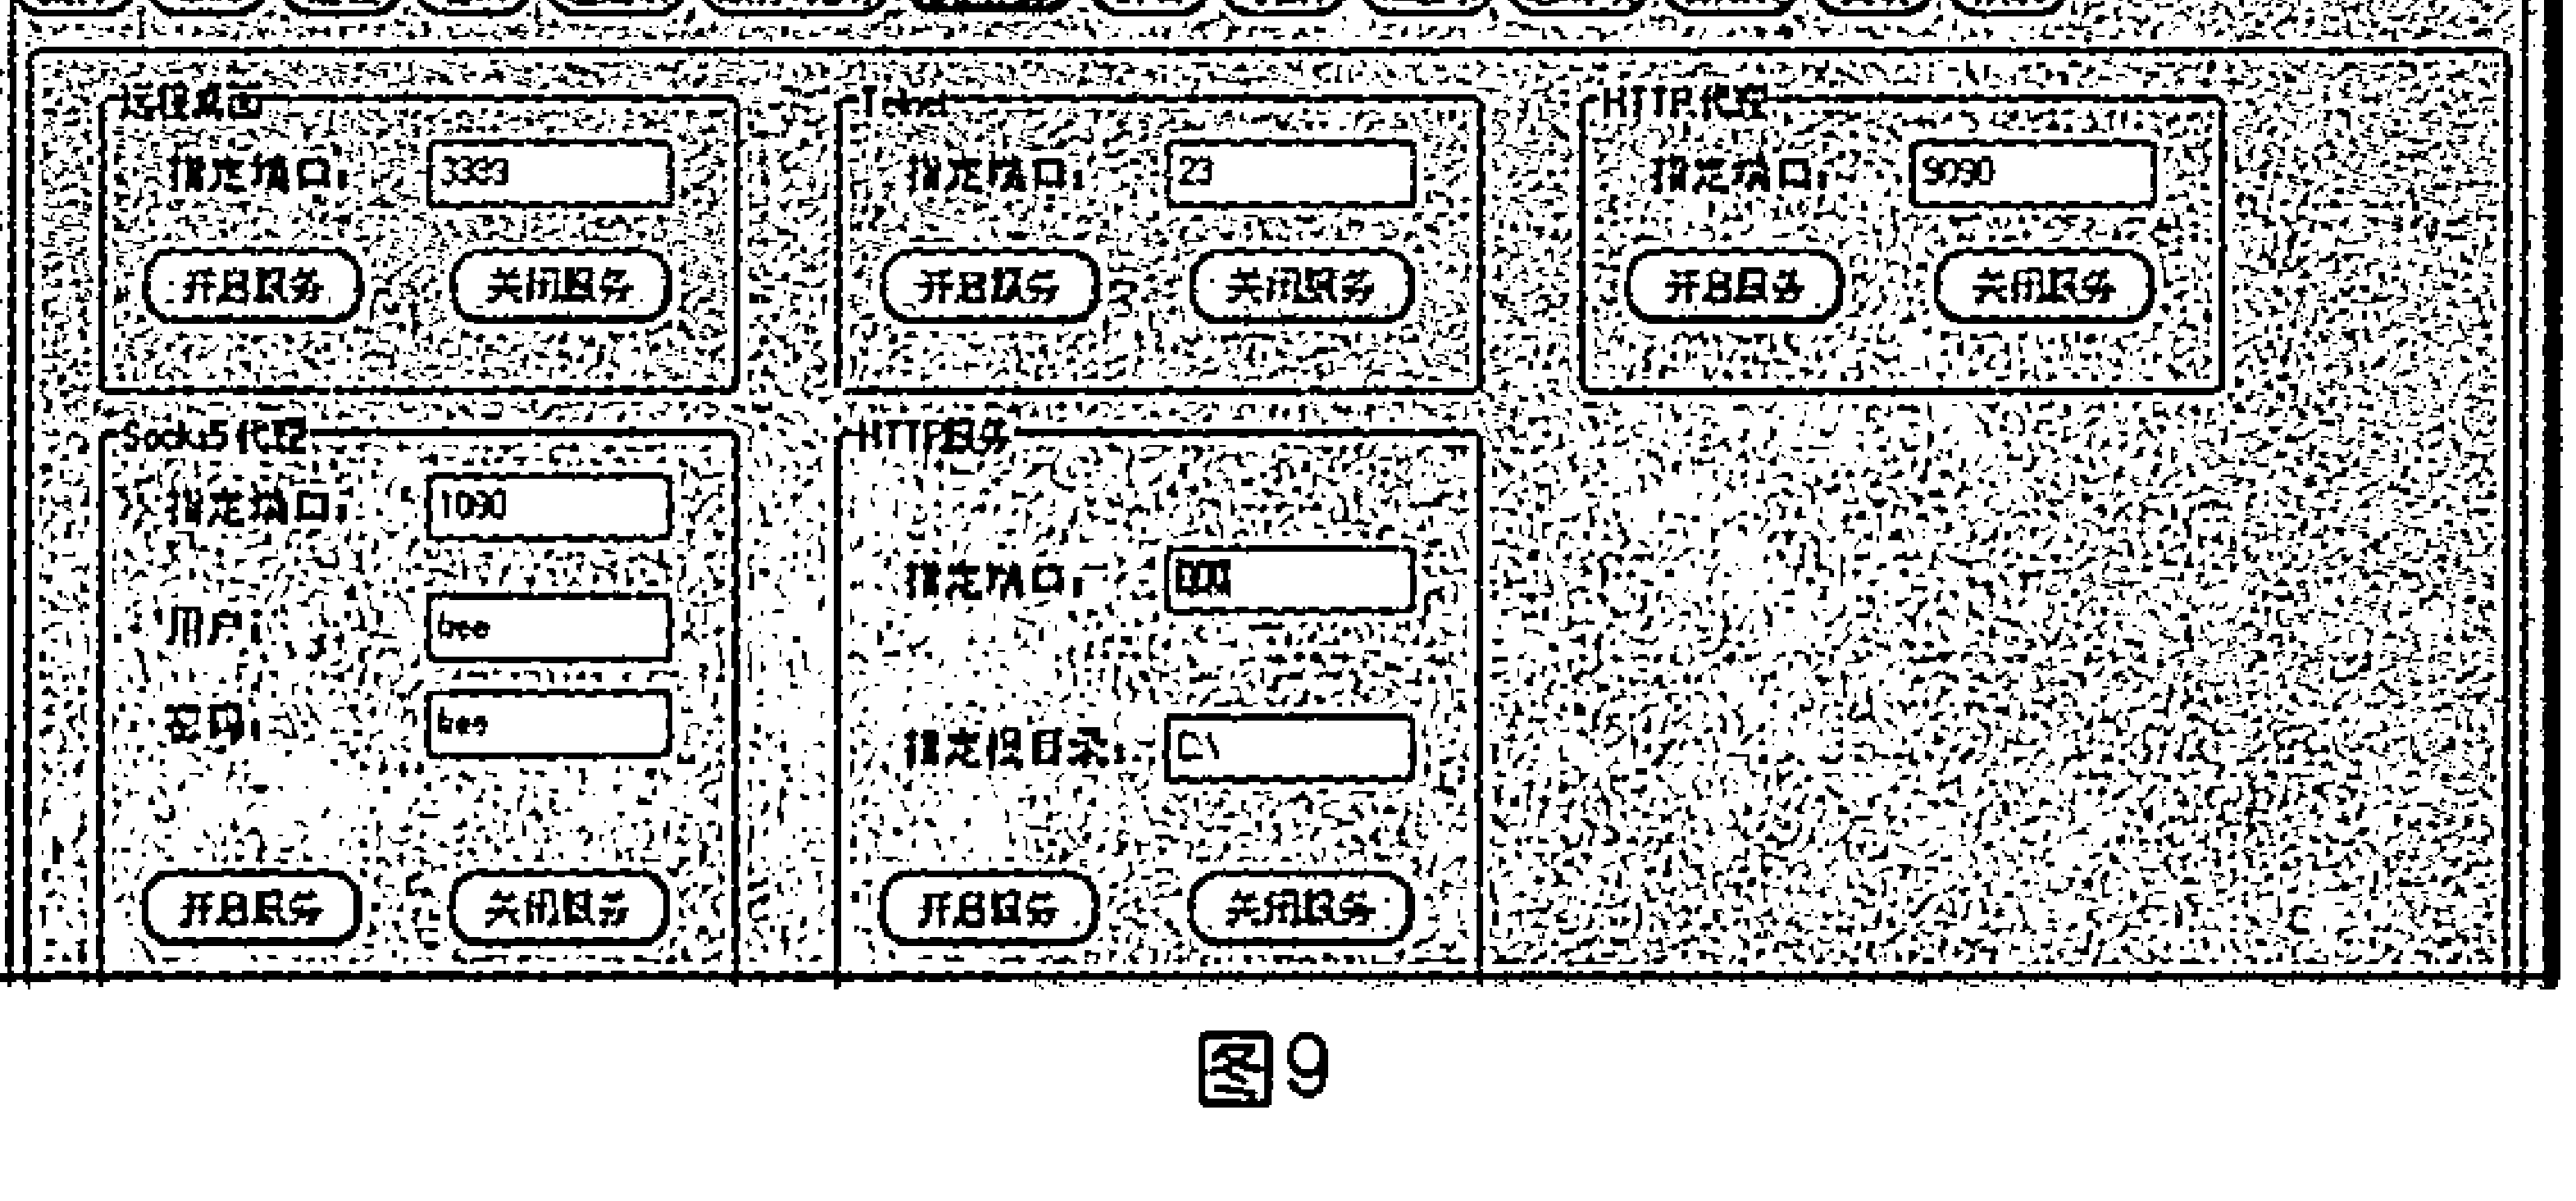 远程桌面
指定端口:
3389
开启服务
关闭服务
Telnet
指定端口:
23
开启服务
关闭服务
HTTP代理
指定端口:
9090
开启服务
关闭服务
Socks5代理
指定端口:
1090
用户:
bee
密码:
bee
开启服务
关闭服务
HTTP服务
指定端口:
指定根目录:
C:\
开启服务
关闭服务
图9